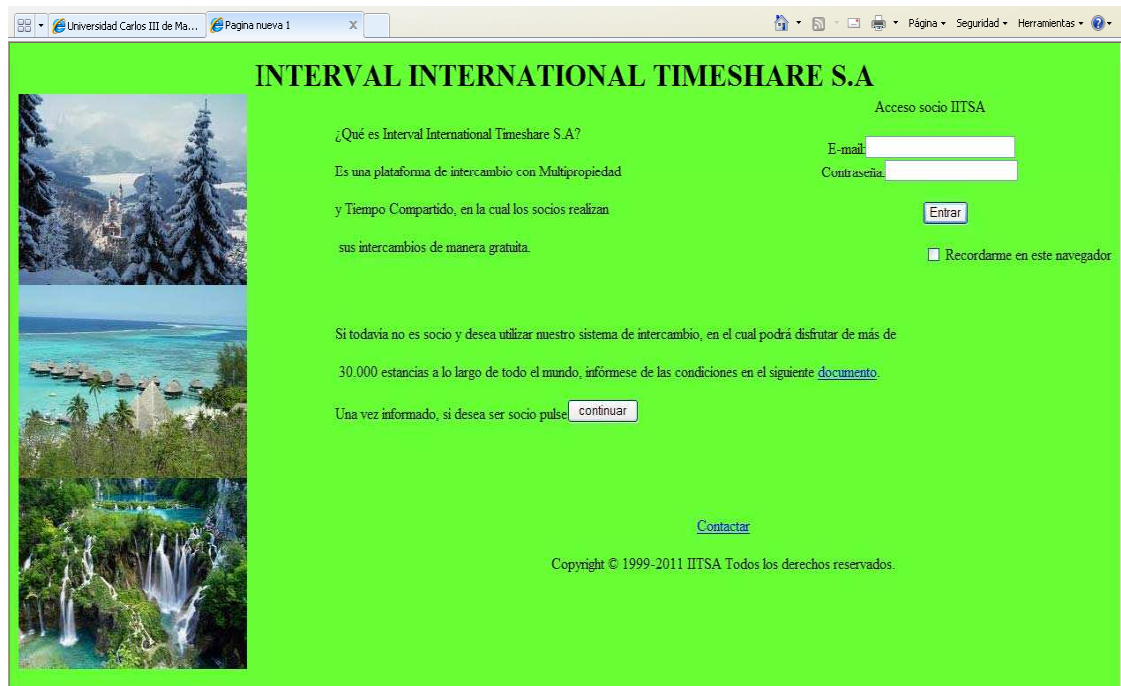 Universidad Carlos III de Ma...
Pagina nueva 1
X
Página
Seguridad
Herramientas
INTERVAL INTERNATIONAL TIMESHARE S.A
Acceso socio IITSA
¿Qué es Interval International Timeshare S.A?
E-mail:
Es una plataforma de intercambio con Multipropiedad
Contraseña:
y Tiempo Compartido, en la cual los socios realizan
Entrar
sus intercambios de manera gratuita.
Recordarme en este navegador
Si todavia no es socio y desea utilizar nuestro sistema de intercambio, en el cual podrá disfrutar de más de
30.000 estancias a lo largo de todo el mundo, infórmese de las condiciones en el siguiente documento.
Una vez informado, si desea ser socio pulse continuar
Contactar
Copyright © 1999-2011 IITSA Todos los derechos reservados.